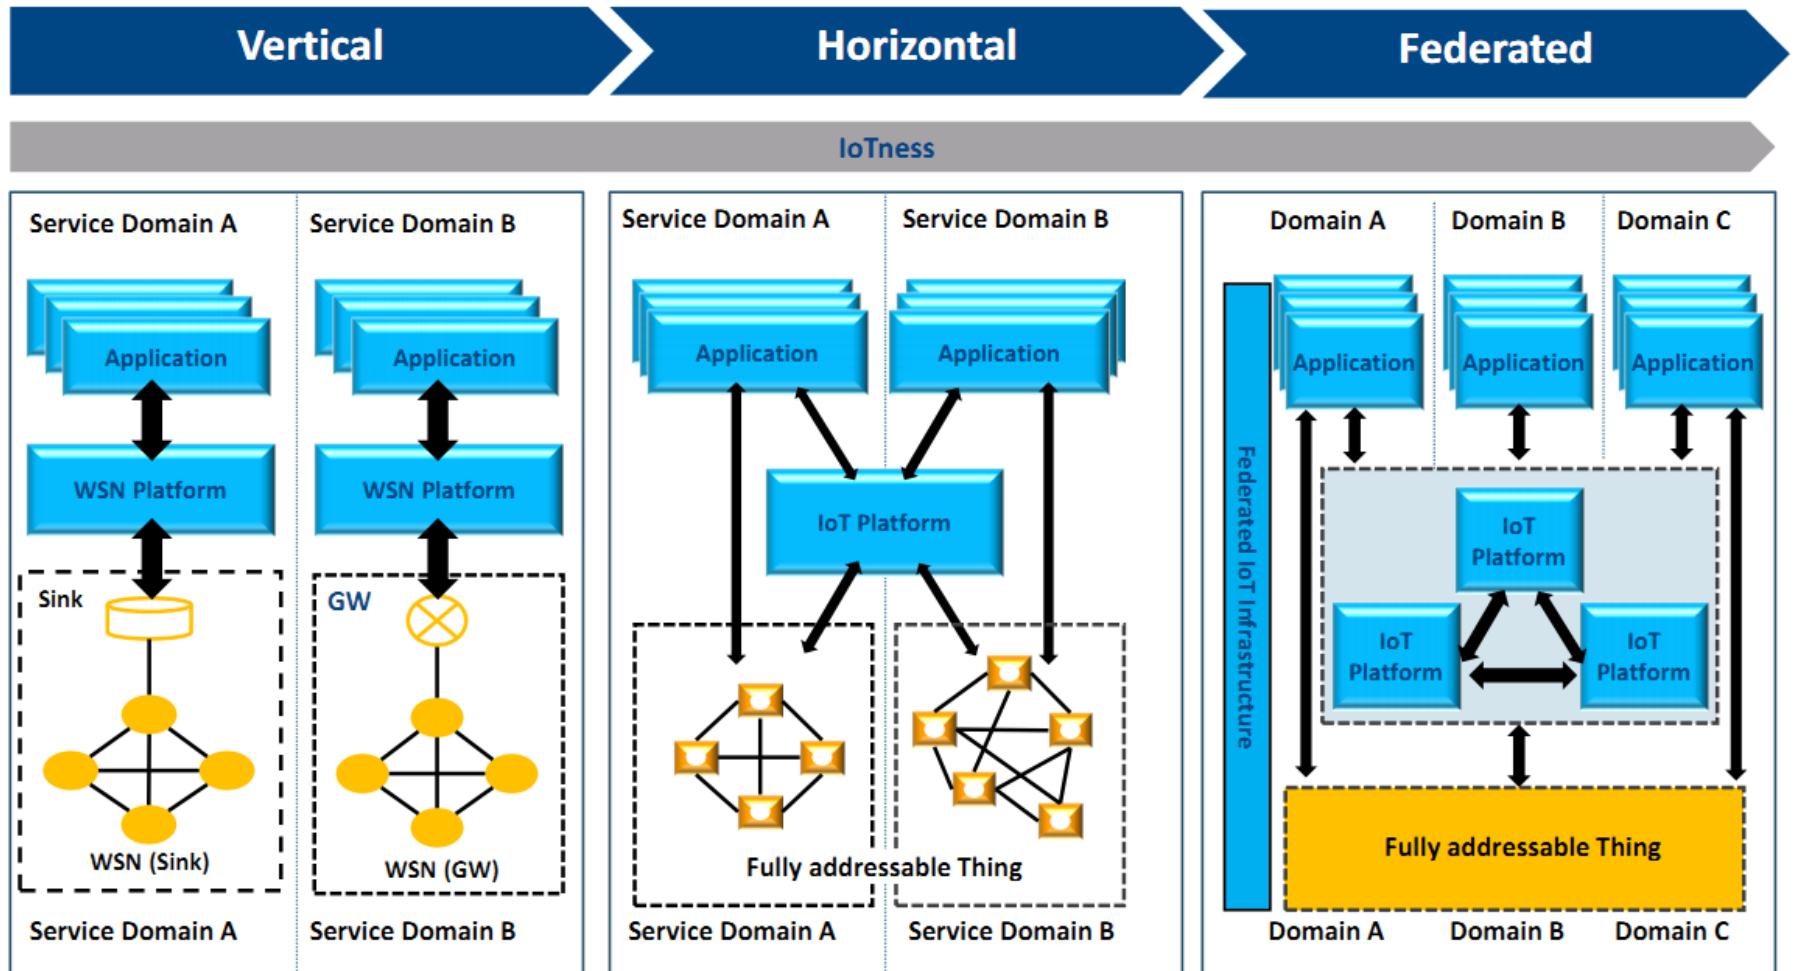 Vertical
Horizontal
Federated
IoTness
Service Domain A
Service Domain B
Application
Application
WSN Platform
WSN Platform
Sink
GW
WSN (Sink)
WSN (GW)
Service Domain A
Service Domain B
Service Domain A
Service Domain B
Application
Application
IoT Platform
Fully addressable Thing
Service Domain A
Service Domain B
Domain A
Domain B
Domain C
Application
Application
Application
Federated IoT Infrastructure
IoT
Platform
IoT
Platform
IoT
Platform
Fully addressable Thing
Domain A
Domain B
Domain C